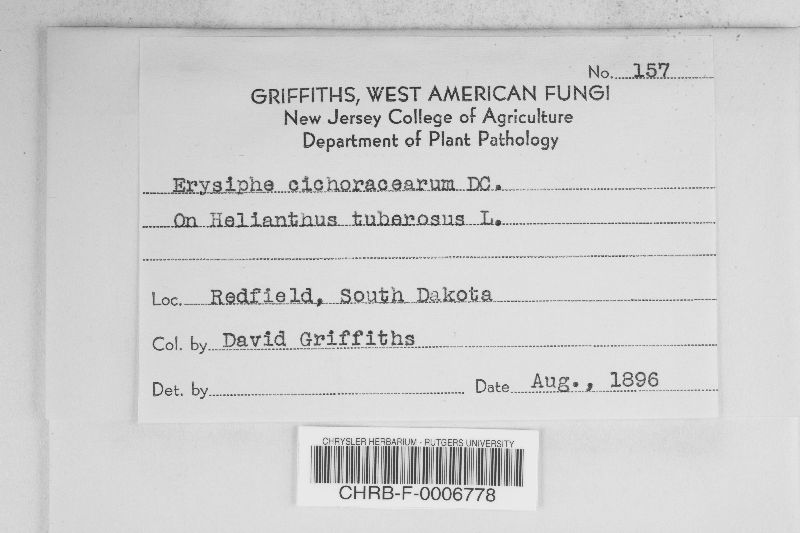 No. 157
GRIFFITHS, WEST AMERICAN FUNGI
New Jersey College of Agriculture
Department of Plant Pathology
Erysiphe cichoracearum DC.
On Helianthus tuberosus L.
Loc. Redfield, South Dakota
Col. by David Griffiths
Det. by Date Aug., 1896
CHRYSLER HERBARIUM - RUTGERS UNIVERSITY
CHRB-F-0006778